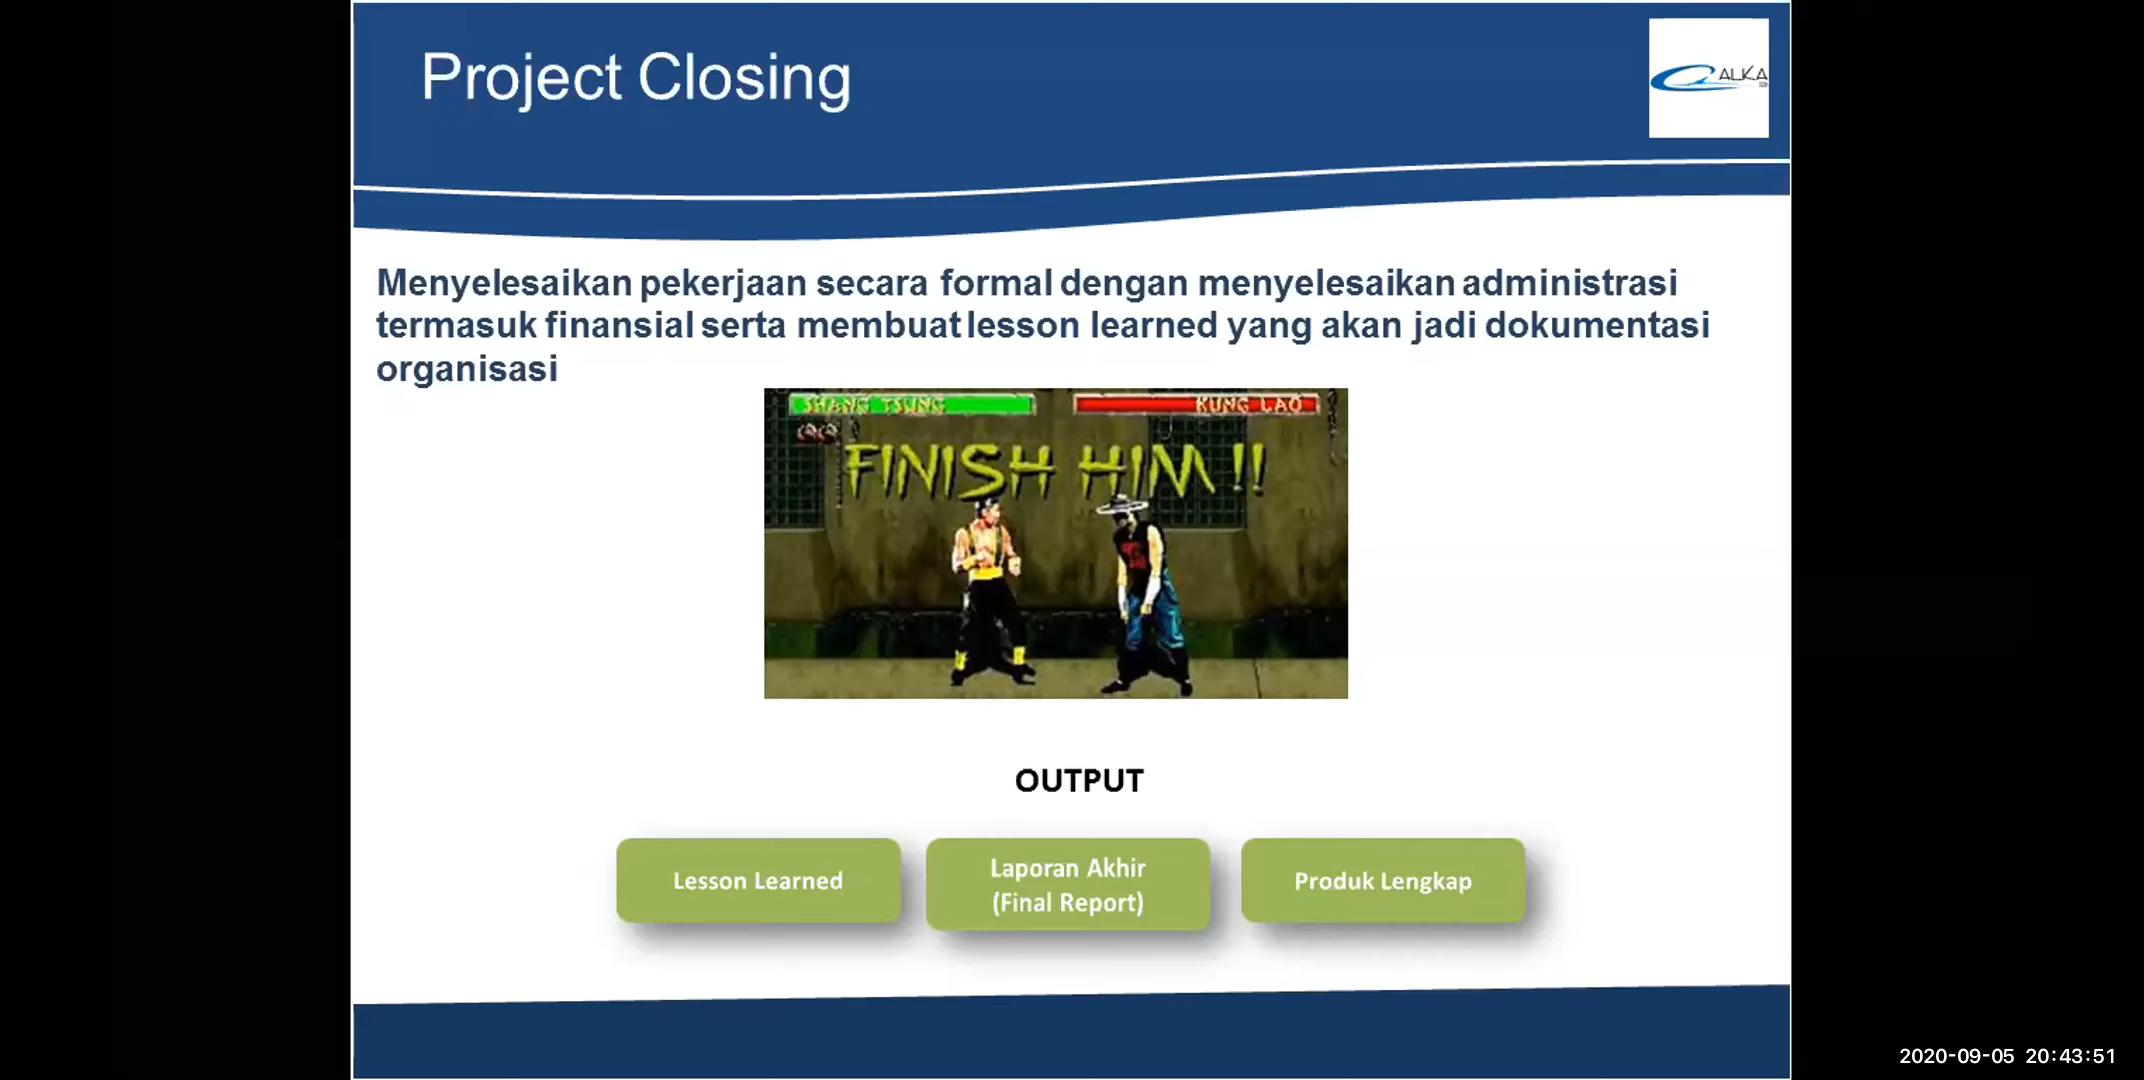 Project Closing
ALKA
Menyelesaikan pekerjaan secara formal dengan menyelesaikan administrasi
termasuk finansial serta membuat lesson learned yang akan jadi dokumentasi
organisasi
SHANG TSUNG
KUNG LAO
FINISH HIM!!
OUTPUT
Lesson Learned
Laporan Akhir
(Final Report)
Produk Lengkap
2020-09-05 20:43:51